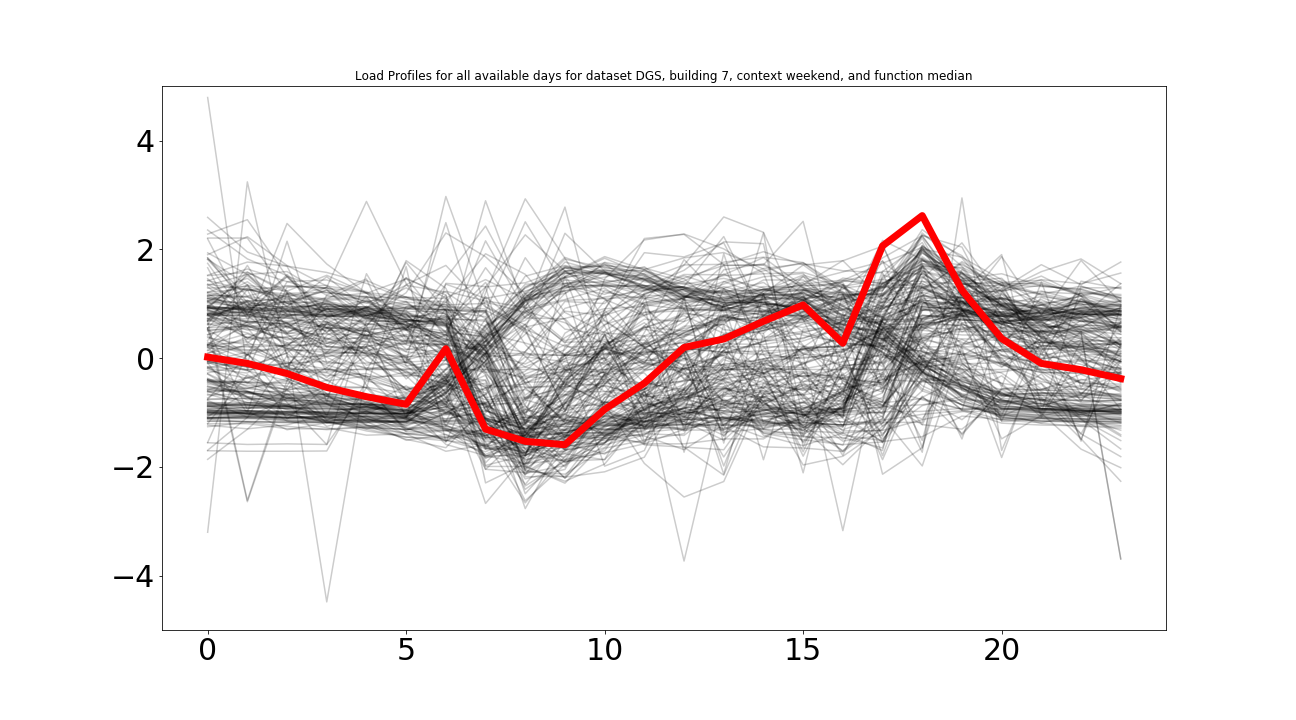 Load Profiles for all available days for dataset DGS, building 7, context weekend, and function median
4
2
0
−2
−4
0 5 10 15 20